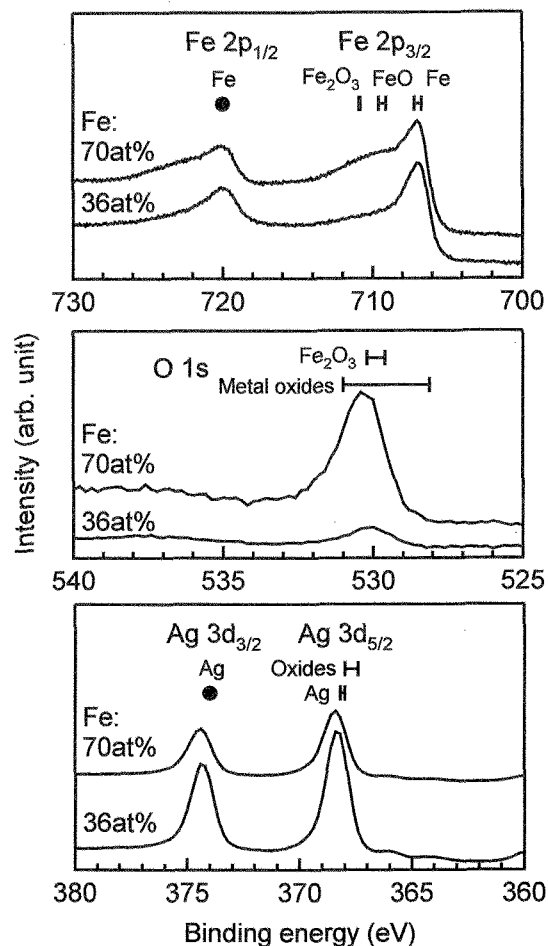 Fe 2p1/2 Fe 2p3/2
Fe Fe2O3 FeO Fe
Fe:
70at%
36at%
730 720 710 700
O 1s
Fe2O3
Metal oxides
Fe:
70at%
36at%
540 535 530 525
Intensity (arb. unit)
Ag 3d3/2 Ag 3d5/2
Ag Oxides
Ag
Fe:
70at%
36at%
380 375 370 365 360
Binding energy (eV)